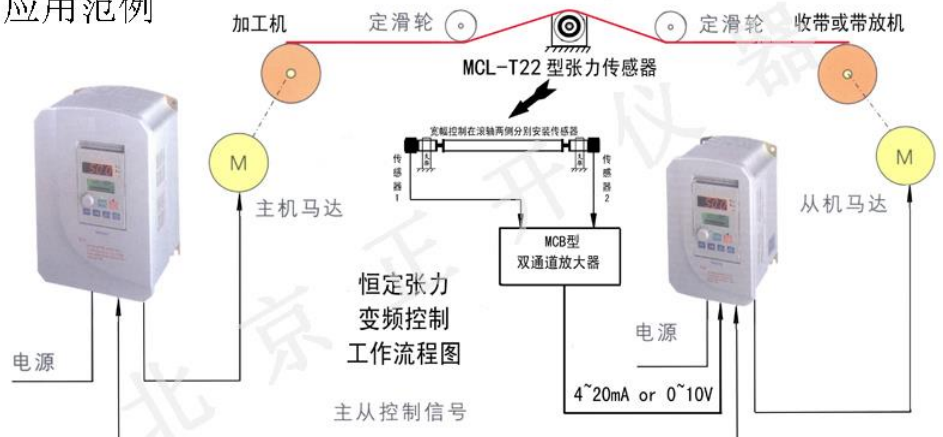 应用范例
加工机
定滑轮
定滑轮
收带或带放机
MCL-T22 型张力传感器
宽幅控制在滚轴两侧分别安装传感器
传感器1
传感器2
M
主机马达
M
从机马达
MCB型
双通道放大器
恒定张力
变频控制
工作流程图
电源
电源
4~20mA or 0~10V
主从控制信号
北京正开仪器